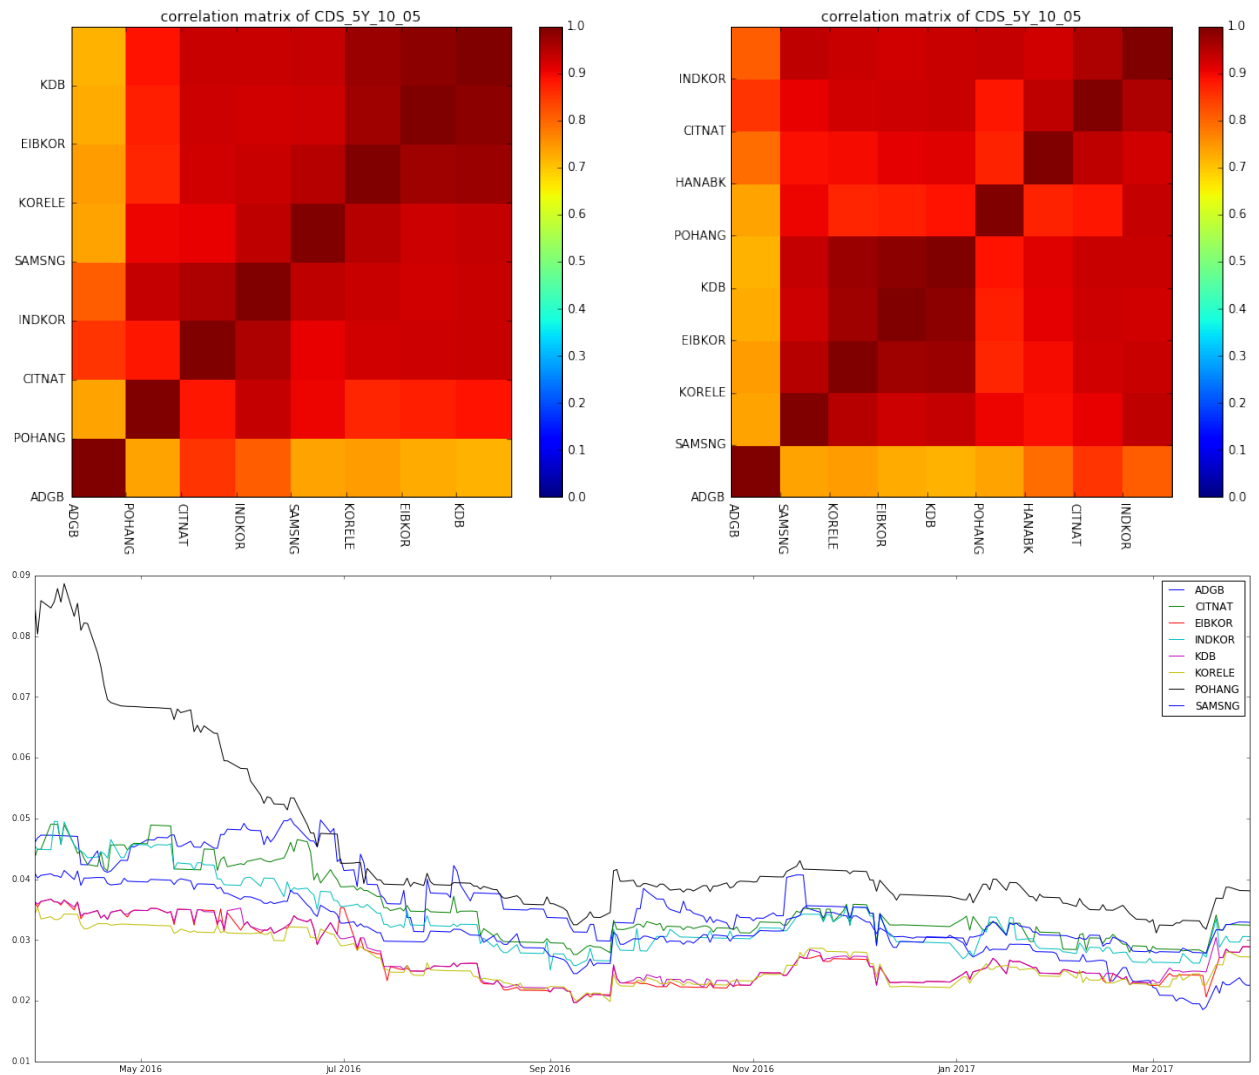 correlation matrix of CDS_5Y_10_05
KDB
EIBKOR
KORELE
SAMSNG
INDKOR
CITNAT
POHANG
ADGB
ADGB
POHANG
CITNAT
INDKOR
SAMSNG
KORELE
EIBKOR
KDB
1.0
0.9
0.8
0.7
0.6
0.5
0.4
0.3
0.2
0.1
0.0
correlation matrix of CDS_5Y_10_05
INDKOR
CITNAT
HANABK
POHANG
KDB
EIBKOR
KORELE
SAMSNG
ADGB
ADGB
SAMSNG
KORELE
EIBKOR
KDB
POHANG
HANABK
CITNAT
INDKOR
1.0
0.9
0.8
0.7
0.6
0.5
0.4
0.3
0.2
0.1
0.0
0.09
0.08
0.07
0.06
0.05
0.04
0.03
0.02
0.01
May 2016
Jul 2016
Sep 2016
Nov 2016
Jan 2017
Mar 2017
ADGB
CITNAT
EIBKOR
INDKOR
KDB
KORELE
POHANG
SAMSNG